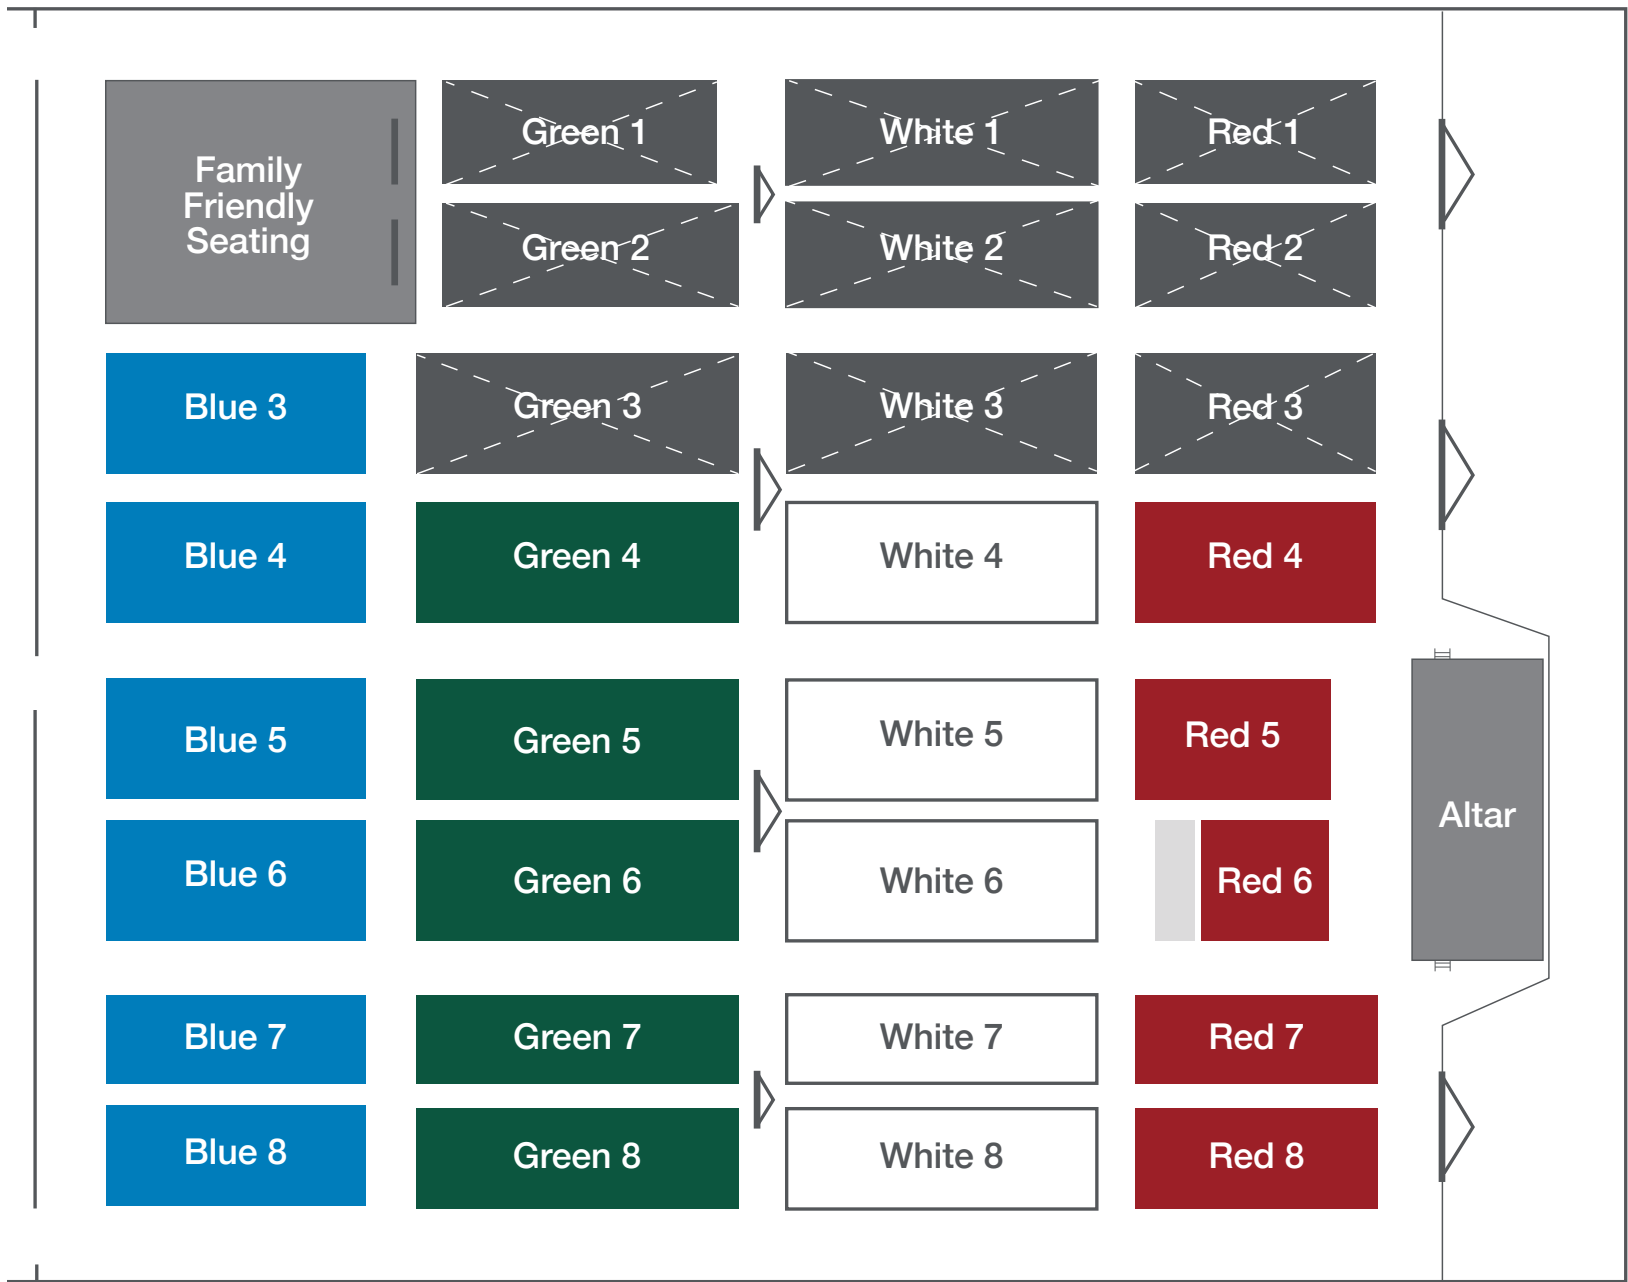 Family
Friendly
Seating
Green 1
White 1
Red 1
Green 2
White 2
Red 2
Blue 3
Green 3
White 3
Red 3
Blue 4
Green 4
White 4
Red 4
Blue 5
Green 5
White 5
Red 5
Altar
Blue 6
Green 6
White 6
Red 6
Blue 7
Green 7
White 7
Red 7
Blue 8
Green 8
White 8
Red 8